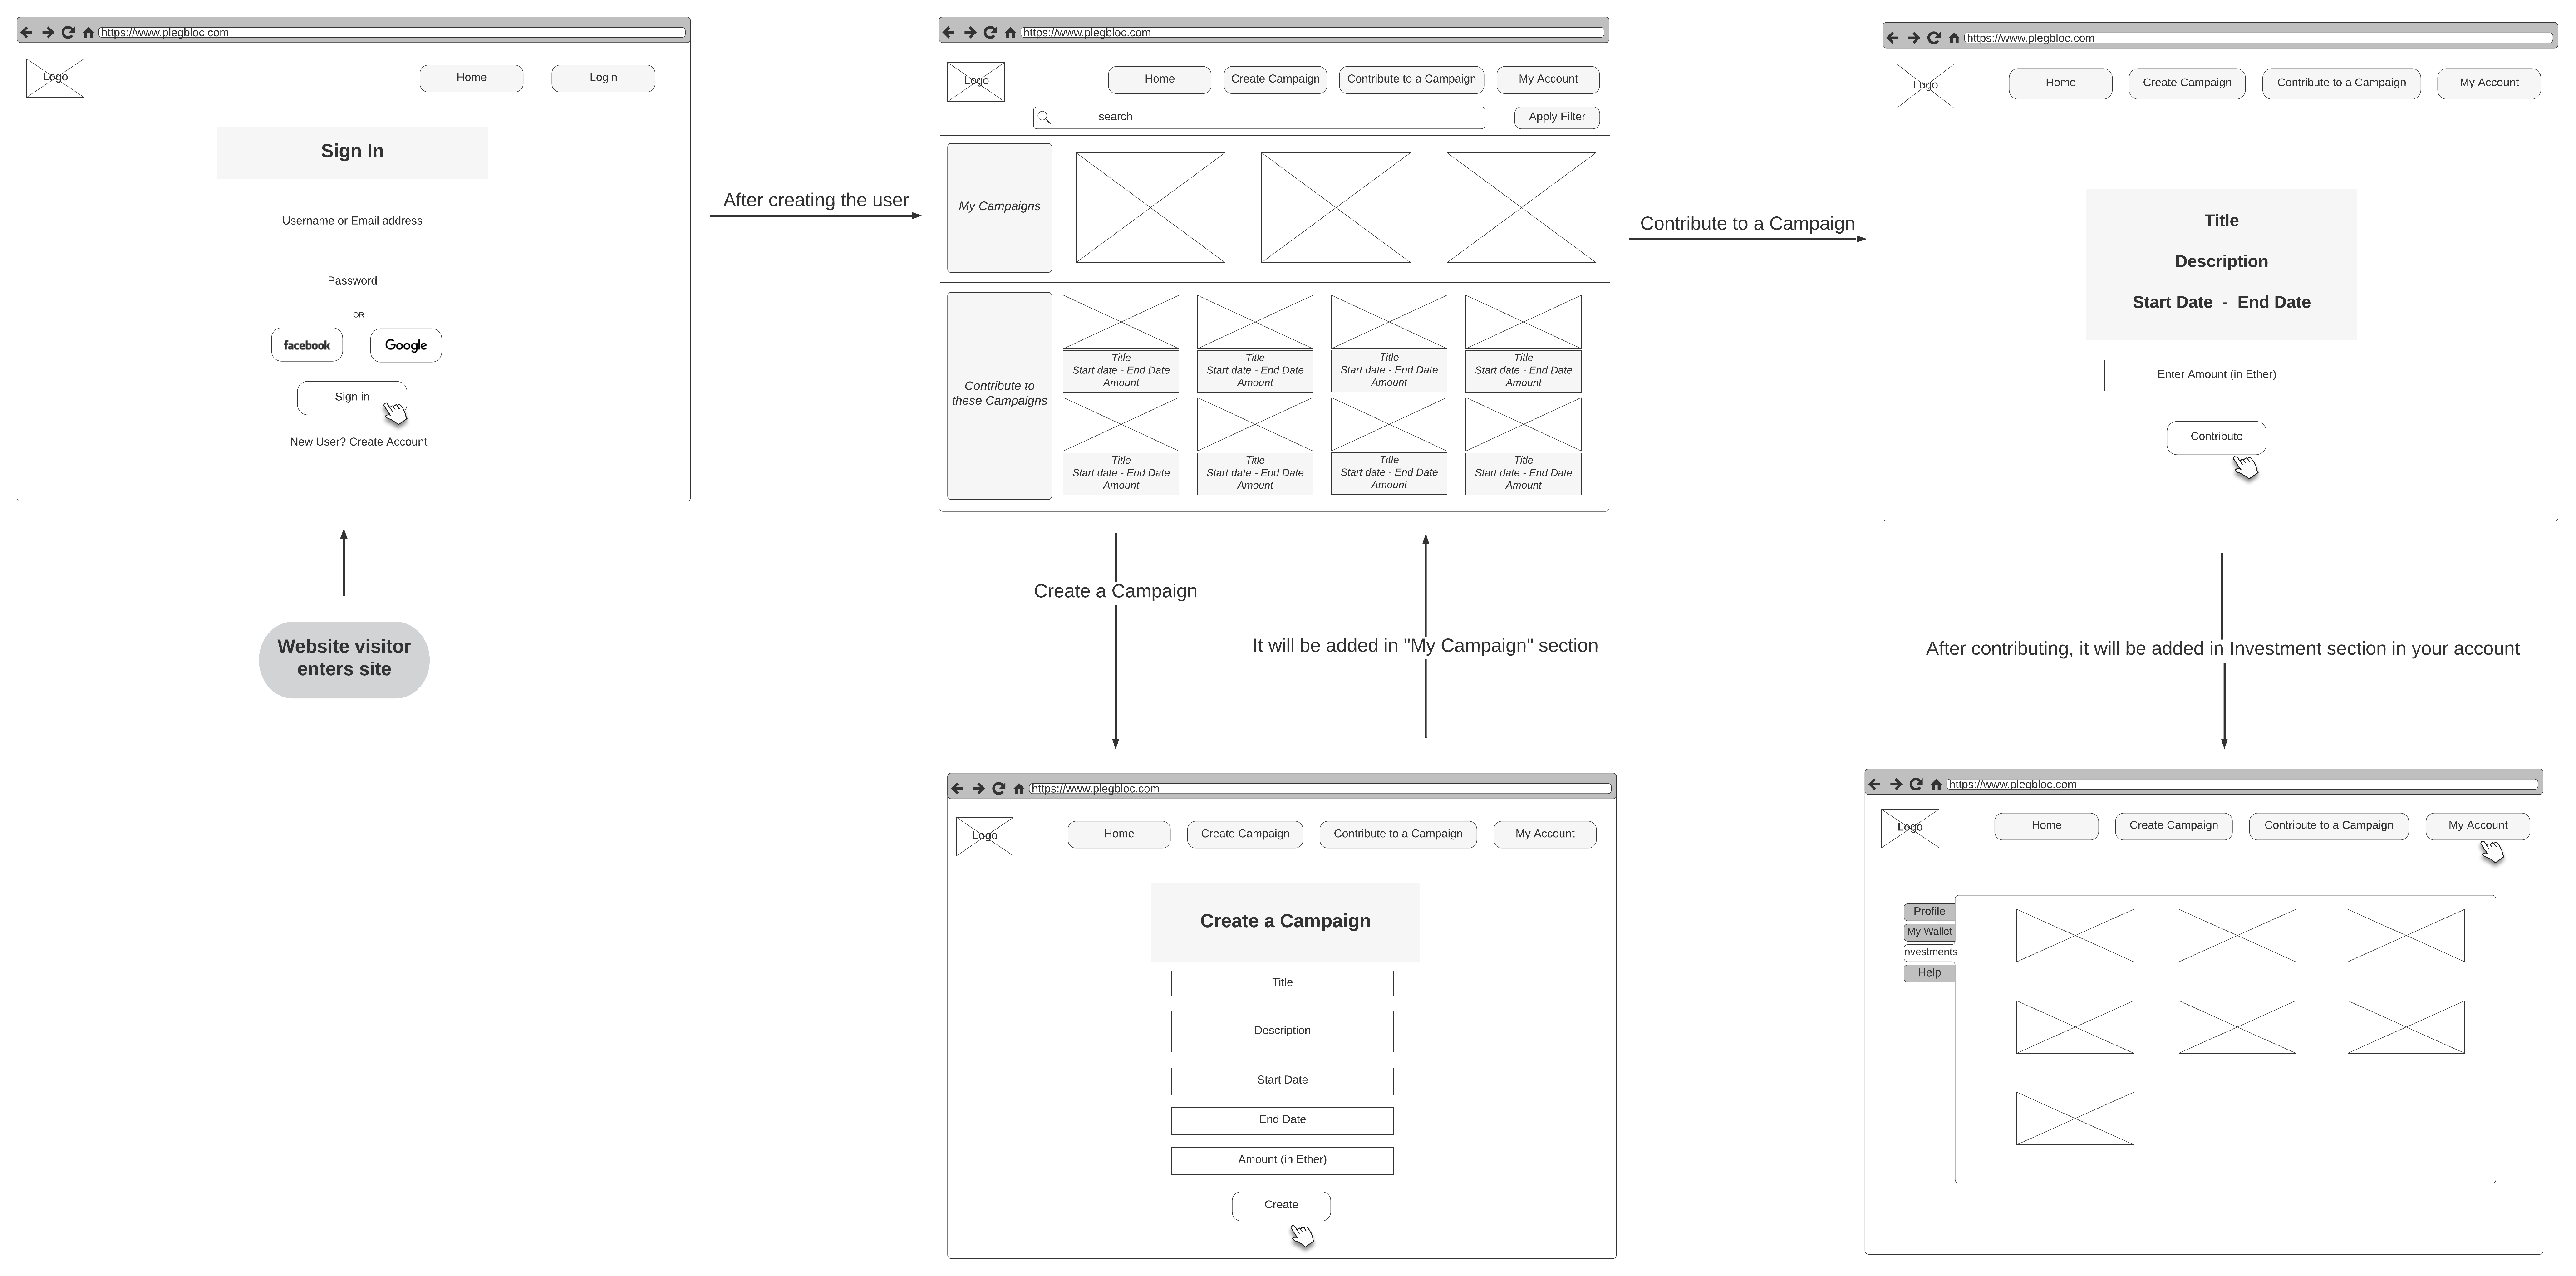 https://www.plegbloc.com
Logo
Home
Login
Sign In
Username or Email address
Password
OR
facebook
Google
Sign in
New User? Create Account
Website visitor
enters site
After creating the user
https://www.plegbloc.com
Logo
Home
Create Campaign
Contribute to a Campaign
My Account
search
Apply Filter
My Campaigns
Contribute to
these Campaigns
Title
Start date - End Date
Amount
Title
Start date - End Date
Amount
Title
Start date - End Date
Amount
Title
Start date - End Date
Amount
Title
Start date - End Date
Amount
Title
Start date - End Date
Amount
Title
Start date - End Date
Amount
Title
Start date - End Date
Amount
Create a Campaign
It will be added in "My Campaign" section
https://www.plegbloc.com
Logo
Home
Create Campaign
Contribute to a Campaign
My Account
Create a Campaign
Title
Description
Start Date
End Date
Amount (in Ether)
Create
Contribute to a Campaign
https://www.plegbloc.com
Logo
Home
Create Campaign
Contribute to a Campaign
My Account
Title
Description
Start Date - End Date
Enter Amount (in Ether)
Contribute
After contributing, it will be added in Investment section in your account
https://www.plegbloc.com
Logo
Home
Create Campaign
Contribute to a Campaign
My Account
Profile
My Wallet
Investments
Help